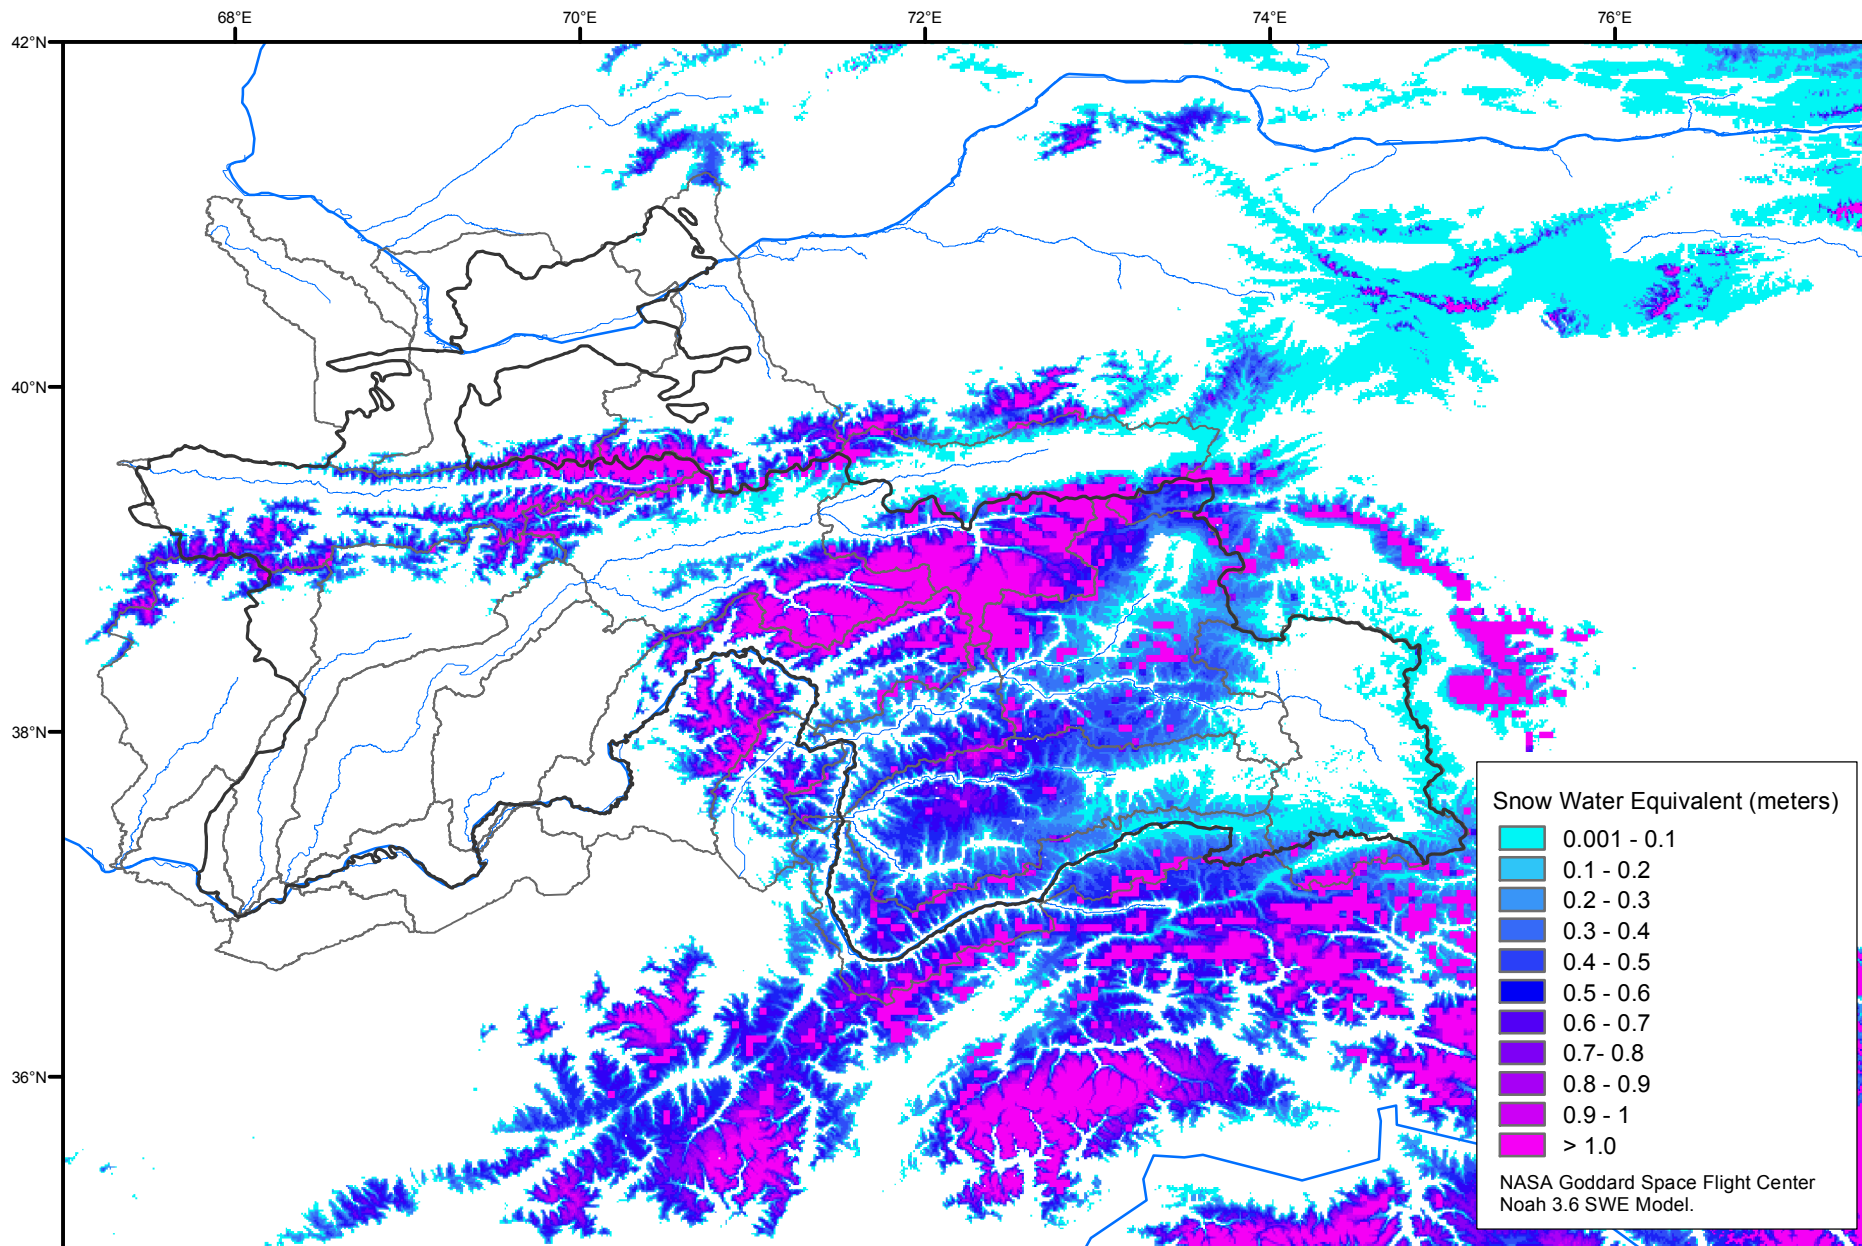 68°E 70°E 72°E 74°E 76°E
42°N
40°N
38°N
36°N
Snow Water Equivalent (meters)
0.001 - 0.1
0.1 - 0.2
0.2 - 0.3
0.3 - 0.4
0.4 - 0.5
0.5 - 0.6
0.6 - 0.7
0.7- 0.8
0.8 - 0.9
0.9 - 1
> 1.0
NASA Goddard Space Flight Center
Noah 3.6 SWE Model.